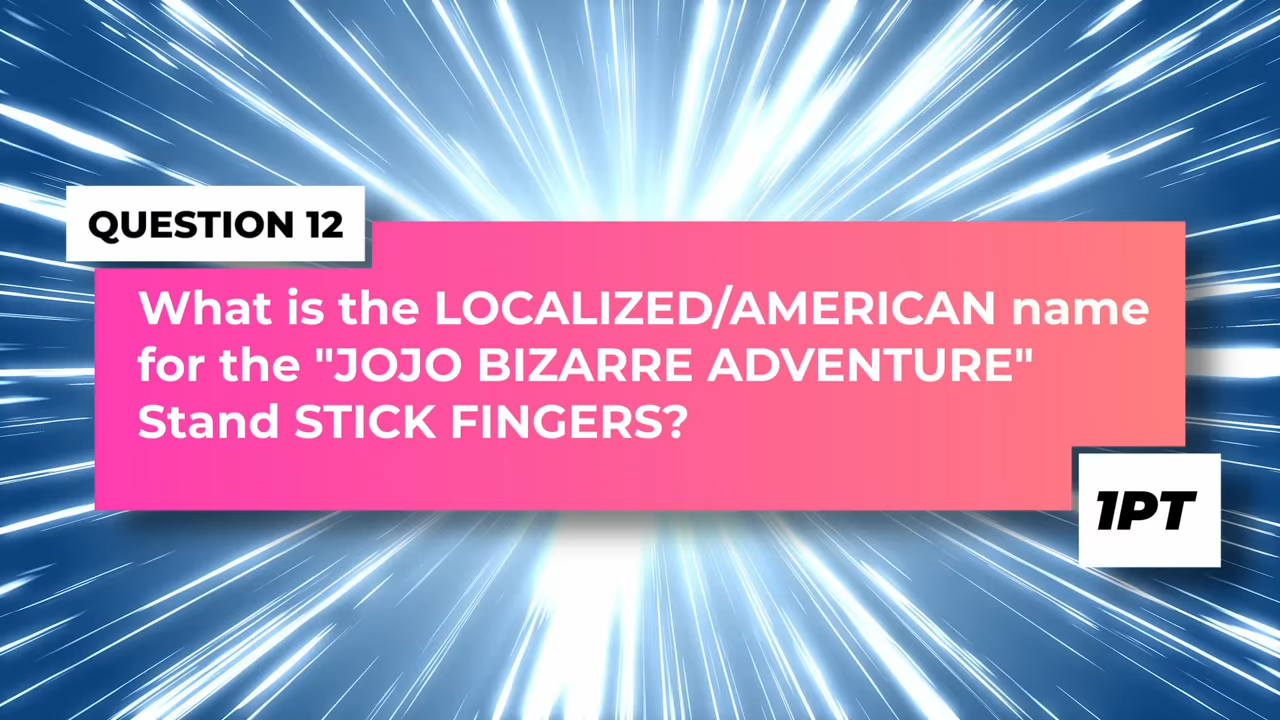 QUESTION 12
What is the LOCALIZED/AMERICAN name
for the "JOJO BIZARRE ADVENTURE"
Stand STICK FINGERS?
1PT